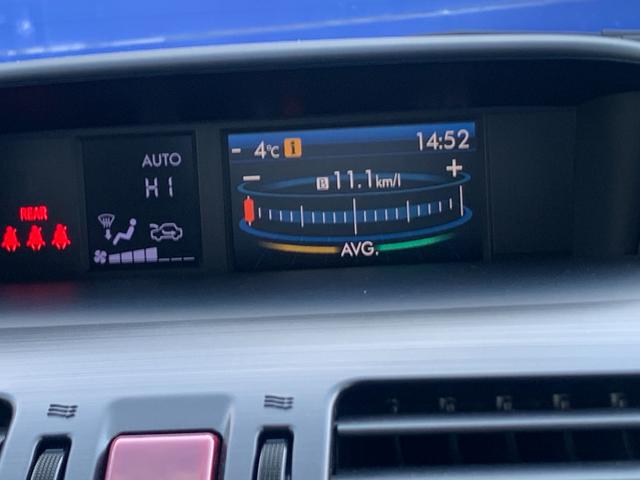 AUTO
HI
REAR
- 4°C i
14:52
− +
B 11.1 km/l
AVG.